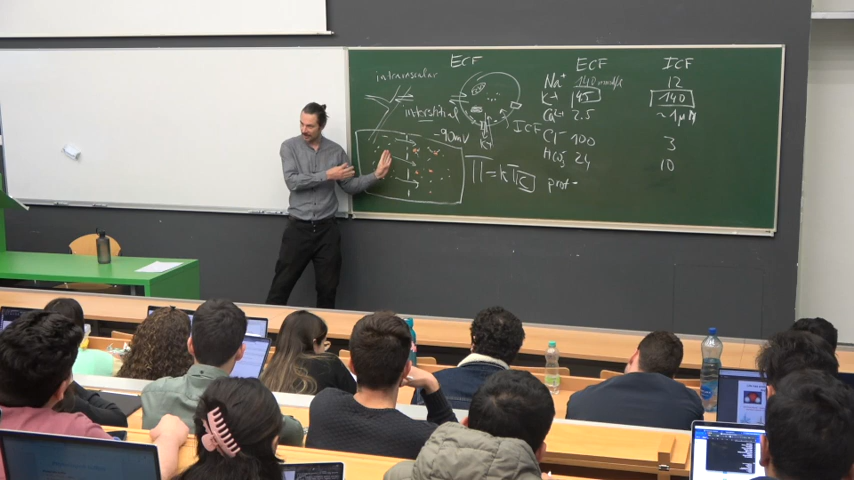 ECF
intravascular
interstitial
ICF
-90mV
K+
π = kTc
ECF ICF
Na+ 140 mmol/l 12
K+ 4.5 140
Ca2+ 2.5 ~1µM
Cl- 100 3
HCO3- 24 10
prot-